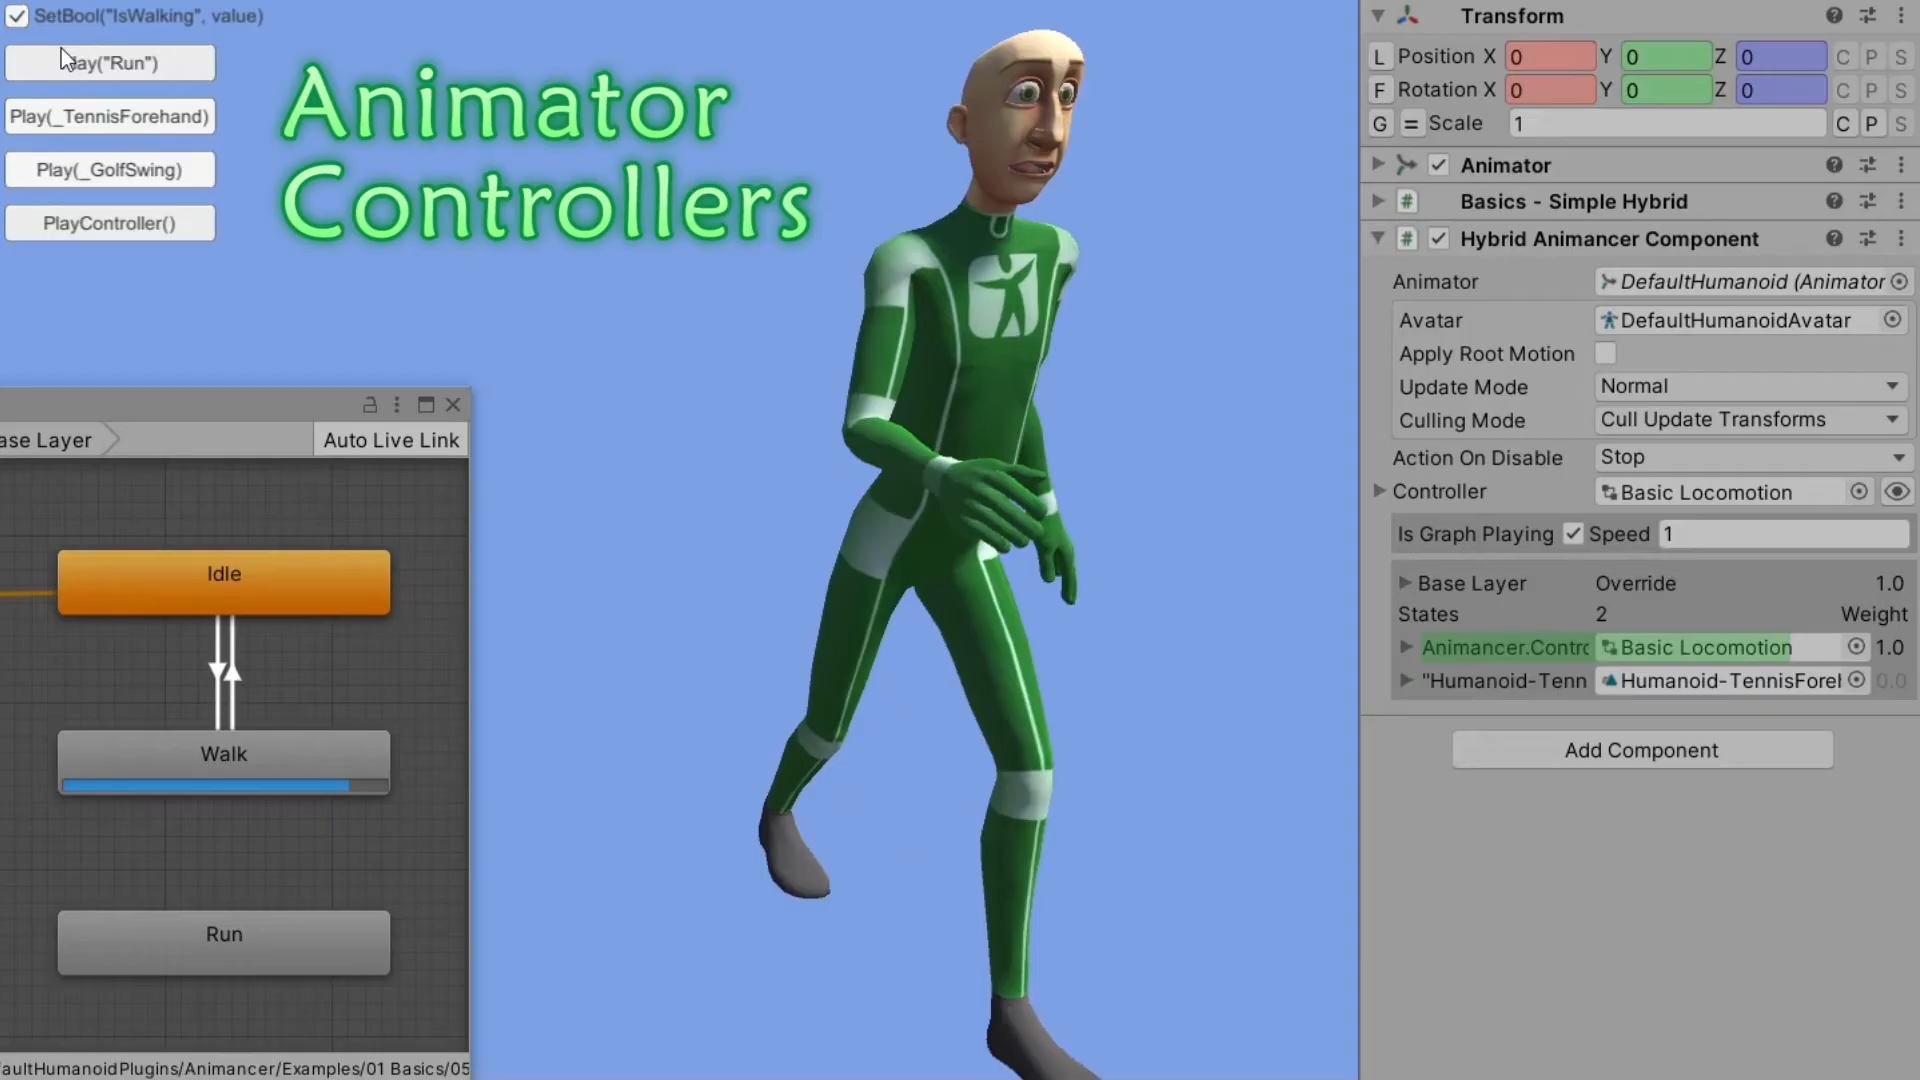 SetBool("IsWalking", value)
ay("Run")
Play(_TennisForehand)
Play(_GolfSwing)
PlayController()
Animator
Controllers
ase Layer
Auto Live Link
Idle
Walk
Run
aultHumanoidPlugins/Animancer/Examples/01 Basics/05
Transform
L Position X 0 Y 0 Z 0 C P S
F Rotation X 0 Y 0 Z 0 C P S
G = Scale 1 C P S
Animator
# Basics - Simple Hybrid
# Hybrid Animancer Component
Animator DefaultHumanoid (Animator
Avatar DefaultHumanoidAvatar
Apply Root Motion
Update Mode Normal
Culling Mode Cull Update Transforms
Action On Disable Stop
Controller Basic Locomotion
Is Graph Playing Speed 1
Base Layer Override 1.0
States 2 Weight
Animancer.Contro Basic Locomotion 1.0
"Humanoid-Tenn Humanoid-TennisForeh 0.0
Add Component